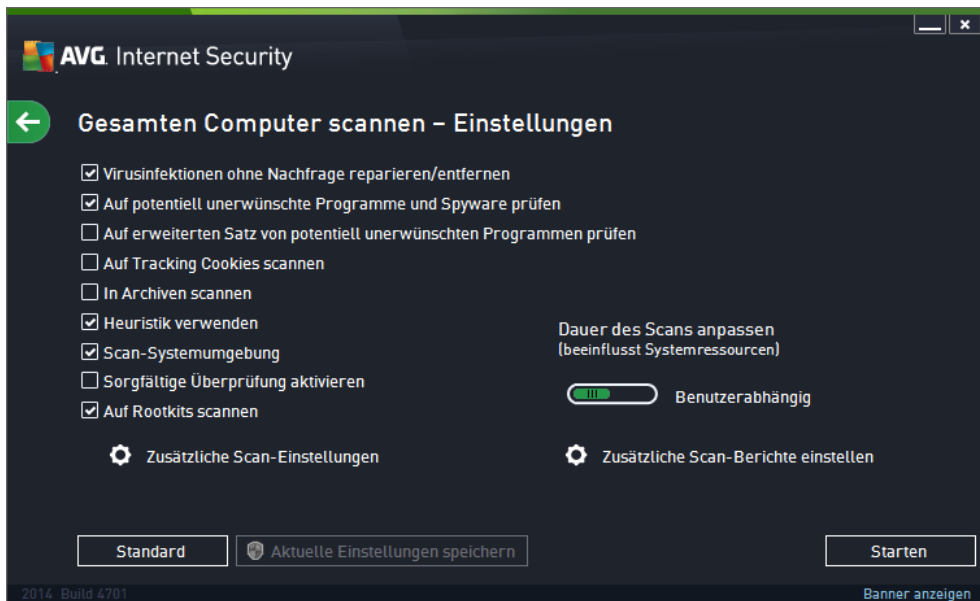 AVG. Internet Security
Gesamten Computer scannen – Einstellungen
Virusinfektionen ohne Nachfrage reparieren/entfernen
Auf potentiell unerwünschte Programme und Spyware prüfen
Auf erweiterten Satz von potentiell unerwünschten Programmen prüfen
Auf Tracking Cookies scannen
In Archiven scannen
Heuristik verwenden
Scan-Systemumgebung
Sorgfältige Überprüfung aktivieren
Auf Rootkits scannen
Dauer des Scans anpassen
(beeinflusst Systemressourcen)
Benutzerabhängig
Zusätzliche Scan-Einstellungen
Zusätzliche Scan-Berichte einstellen
Standard
Aktuelle Einstellungen speichern
Starten
2014 Build 4701
Banner anzeigen